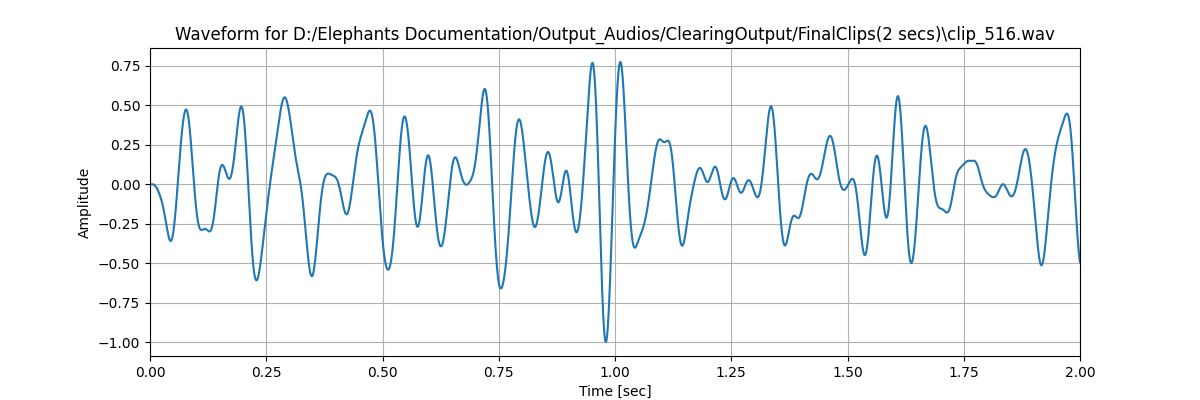 Waveform for D:/Elephants Documentation/Output_Audios/ClearingOutput/FinalClips(2 secs)\clip_516.wav
Amplitude
0.75
0.50
0.25
0.00
−0.25
−0.50
−0.75
−1.00
0.00 0.25 0.50 0.75 1.00 1.25 1.50 1.75 2.00
Time [sec]